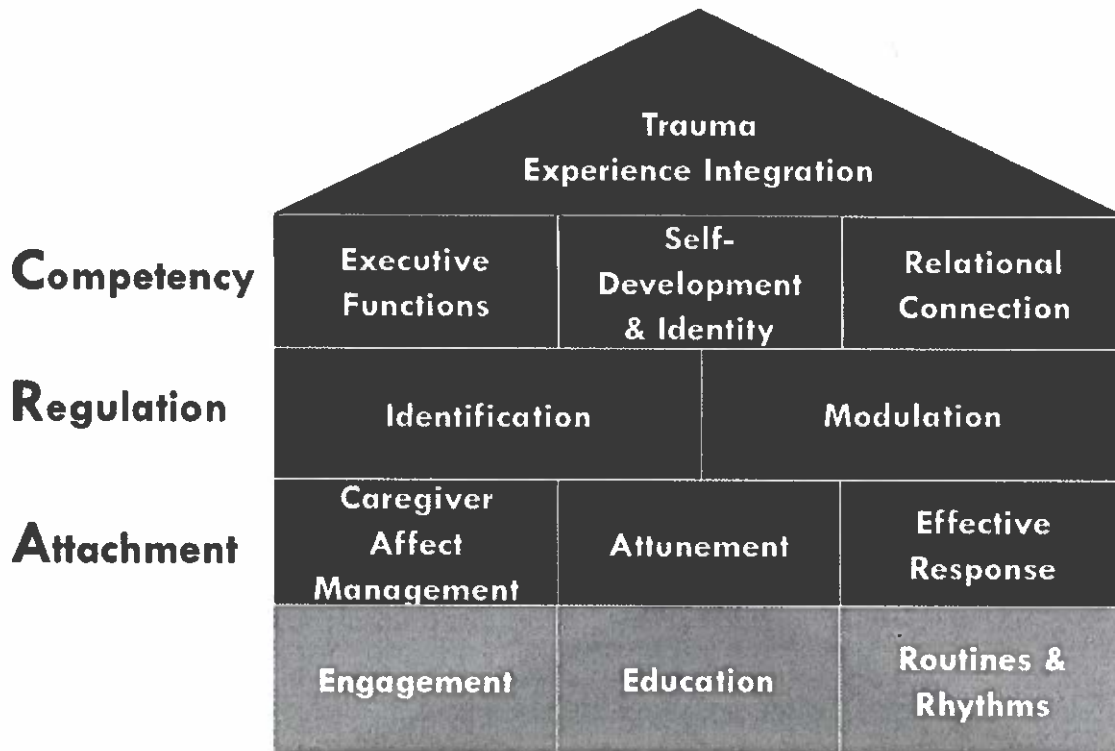 Trauma
Experience Integration
Competency
Executive
Functions
Self-
Development
& Identity
Relational
Connection
Regulation
Identification
Modulation
Attachment
Caregiver
Affect
Management
Attunement
Effective
Response
Engagement
Education
Routines &
Rhythms